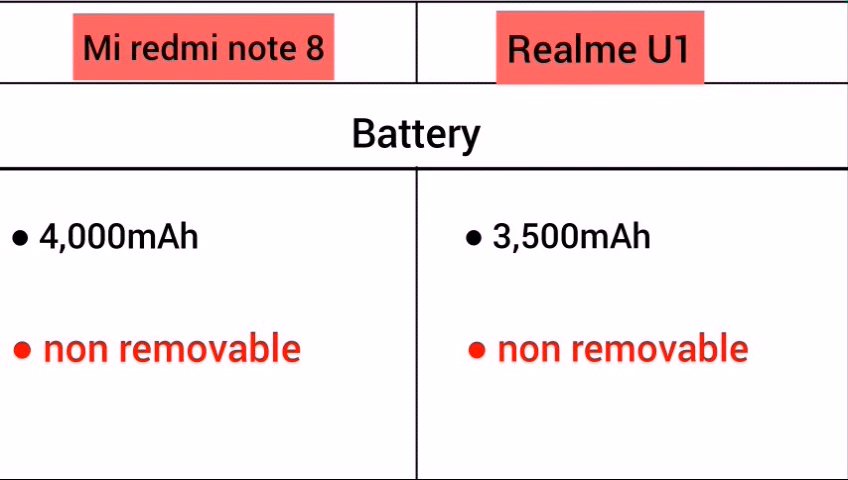 Mi redmi note 8
Realme U1
Battery
● 4,000mAh
● 3,500mAh
● non removable
● non removable